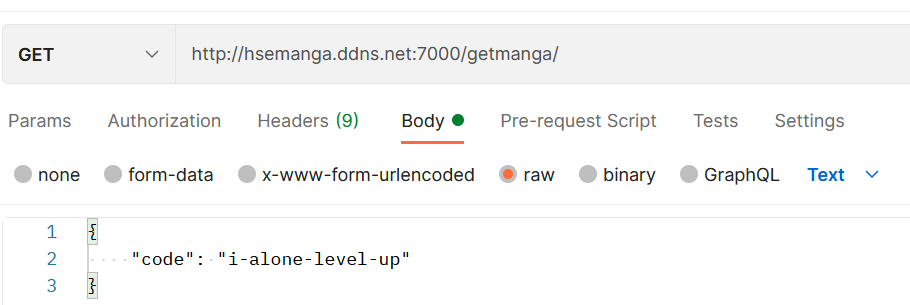 GET http://hsemanga.ddns.net:7000/getmanga/
Params Authorization Headers (9) Body Pre-request Script Tests Settings
none form-data x-www-form-urlencoded raw binary GraphQL Text
1 {
2 "code": "i-alone-level-up"
3 }